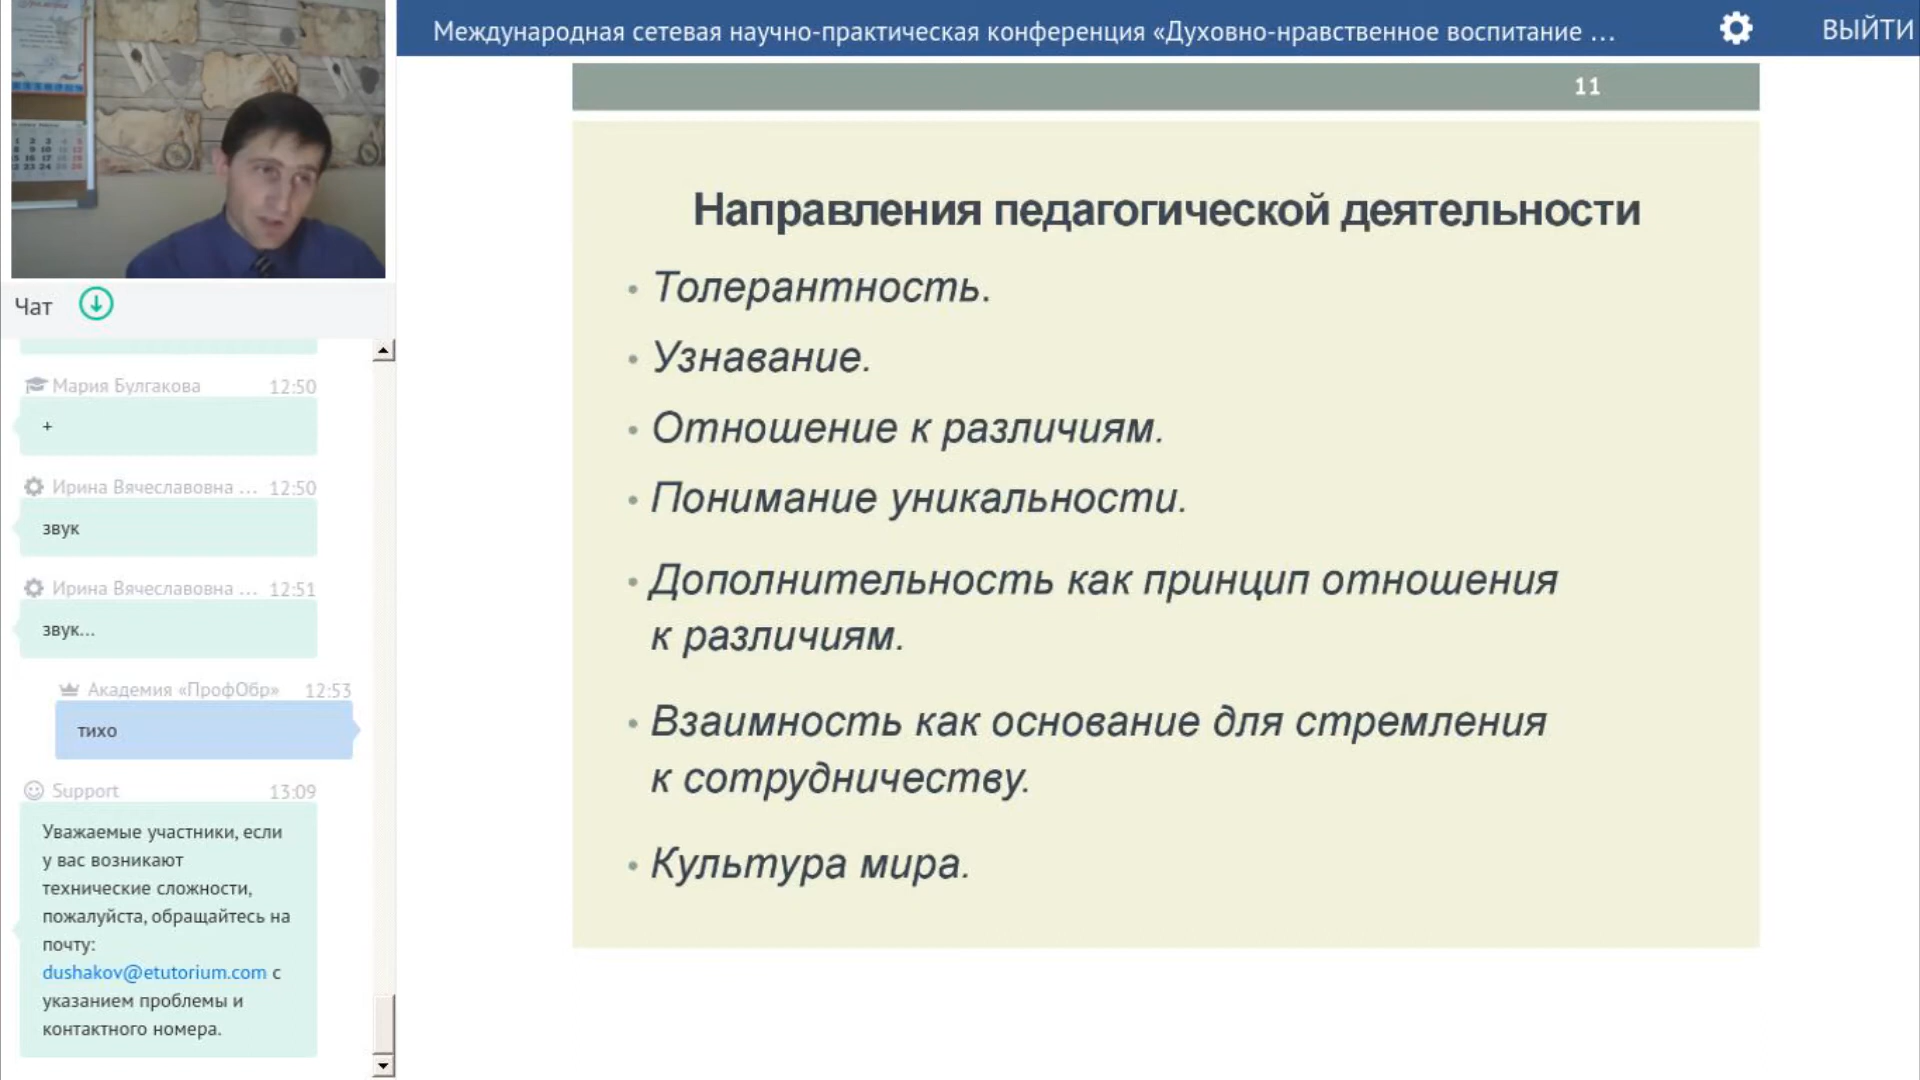 Международная сетевая научно-практическая конференция «Духовно-нравственное воспитание ...
ВЫЙТИ
11
Направления педагогической деятельности
• Толерантность.
• Узнавание.
• Отношение к различиям.
• Понимание уникальности.
• Дополнительность как принцип отношения
к различиям.
• Взаимность как основание для стремления
к сотрудничеству.
• Культура мира.
Чат
Мария Булгакова 12:50
+
Ирина Вячеславовна ... 12:50
звук
Ирина Вячеславовна ... 12:51
звук...
Академия «ПрофОбр» 12:53
тихо
Support 13:09
Уважаемые участники, если
у вас возникают
технические сложности,
пожалуйста, обращайтесь на
почту:
dushakov@etutorium.com с
указанием проблемы и
контактного номера.